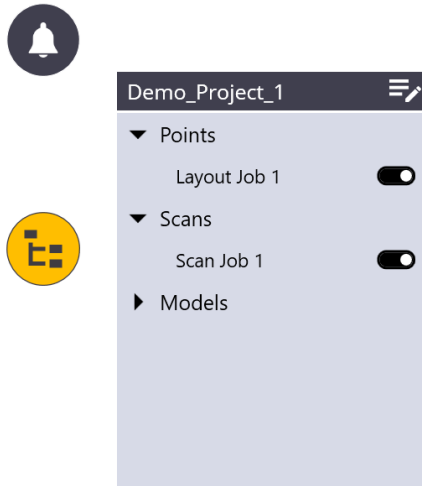 Demo_Project_1
Points
Layout Job 1
Scans
Scan Job 1
Models